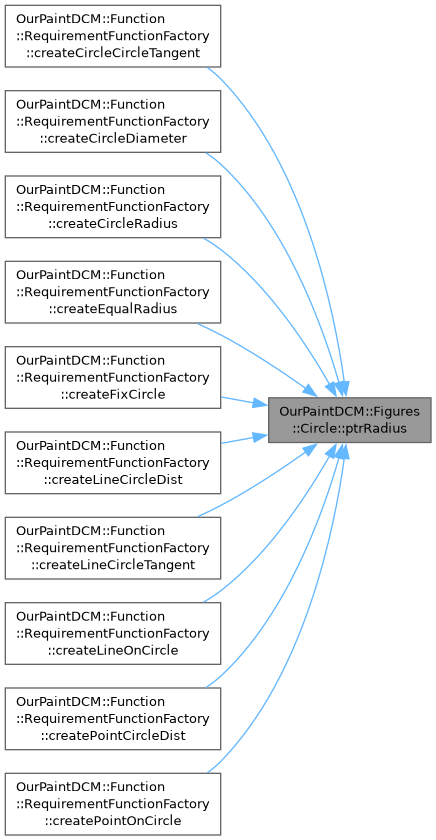 OurPaintDCM::Function
::RequirementFunctionFactory
::createCircleCircleTangent
OurPaintDCM::Function
::RequirementFunctionFactory
::createCircleDiameter
OurPaintDCM::Function
::RequirementFunctionFactory
::createCircleRadius
OurPaintDCM::Function
::RequirementFunctionFactory
::createEqualRadius
OurPaintDCM::Function
::RequirementFunctionFactory
::createFixCircle
OurPaintDCM::Figures
::Circle::ptrRadius
OurPaintDCM::Function
::RequirementFunctionFactory
::createLineCircleDist
OurPaintDCM::Function
::RequirementFunctionFactory
::createLineCircleTangent
OurPaintDCM::Function
::RequirementFunctionFactory
::createLineOnCircle
OurPaintDCM::Function
::RequirementFunctionFactory
::createPointCircleDist
OurPaintDCM::Function
::RequirementFunctionFactory
::createPointOnCircle